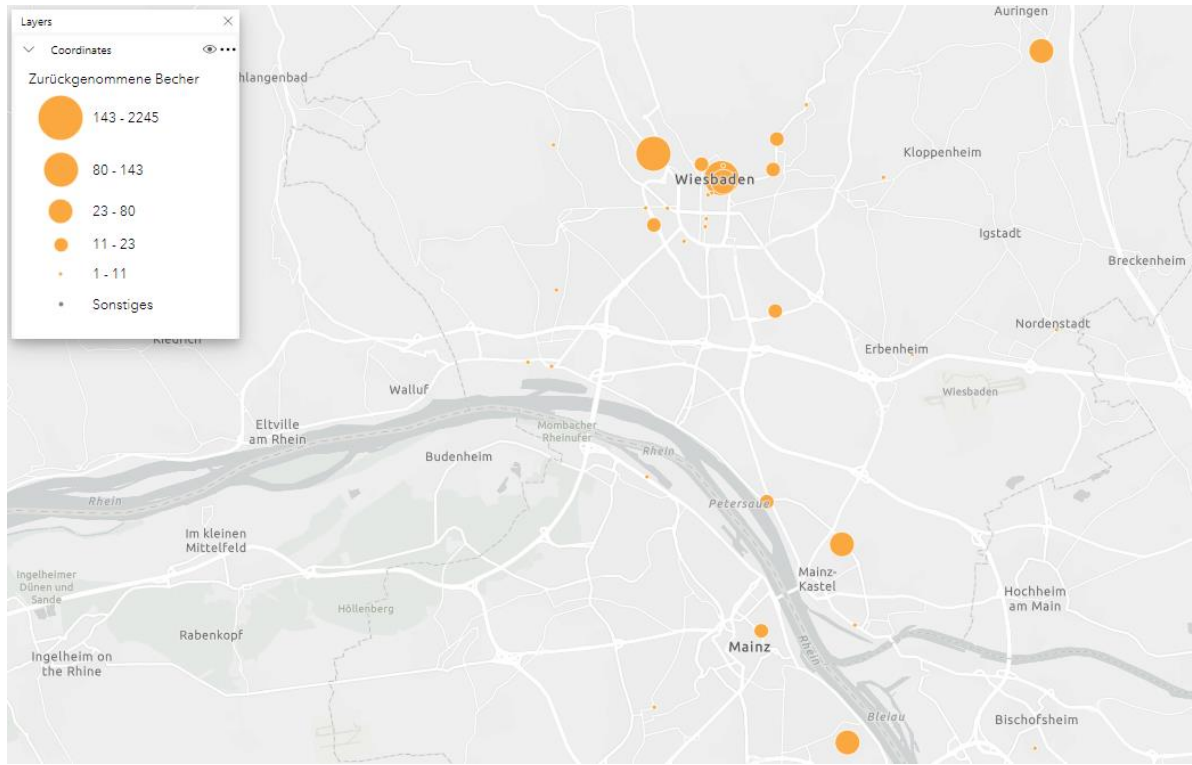 Layers
Coordinates
Zurückgenommene Becher
143 - 2245
80 - 143
23 - 80
11 - 23
1 - 11
Sonstiges
Auringen
hlangenbad
Kloppenheim
Wiesbaden
Igstadt
Breckenheim
Nordenstadt
Erbenheim
Walluf
Wiesbaden
Eltville
am Rhein
Mombacher
Rheinufer
Budenheim
Rhein
Rhein
Petersaue
Im kleinen
Mittelfeld
Mainz-
Kastel
Ingelheimer
Dünen und
Sande
Hochheim
am Main
Höllenberg
Rabenkopf
Mainz
Rhein
Ingelheim on
the Rhine
Bleiau
Bischofsheim